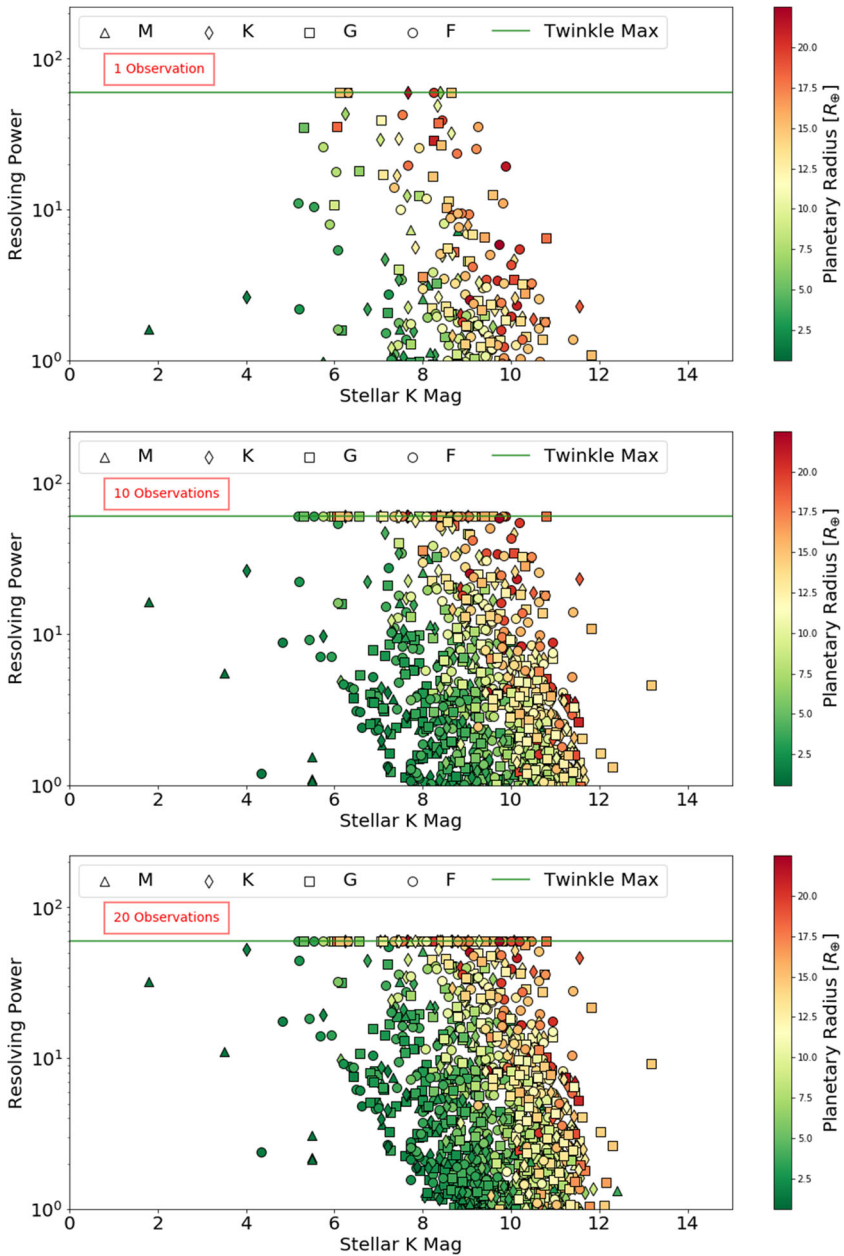 M K G F Twinkle Max
1 Observation
10²
10¹
10⁰
Resolving Power
0 2 4 6 8 10 12 14
Stellar K Mag
20.0
17.5
15.0
12.5
10.0
7.5
5.0
2.5
Planetary Radius [R⊕]
M K G F Twinkle Max
10 Observations
10²
10¹
10⁰
Resolving Power
0 2 4 6 8 10 12 14
Stellar K Mag
20.0
17.5
15.0
12.5
10.0
7.5
5.0
2.5
Planetary Radius [R⊕]
M K G F Twinkle Max
20 Observations
10²
10¹
10⁰
Resolving Power
0 2 4 6 8 10 12 14
Stellar K Mag
20.0
17.5
15.0
12.5
10.0
7.5
5.0
2.5
Planetary Radius [R⊕]